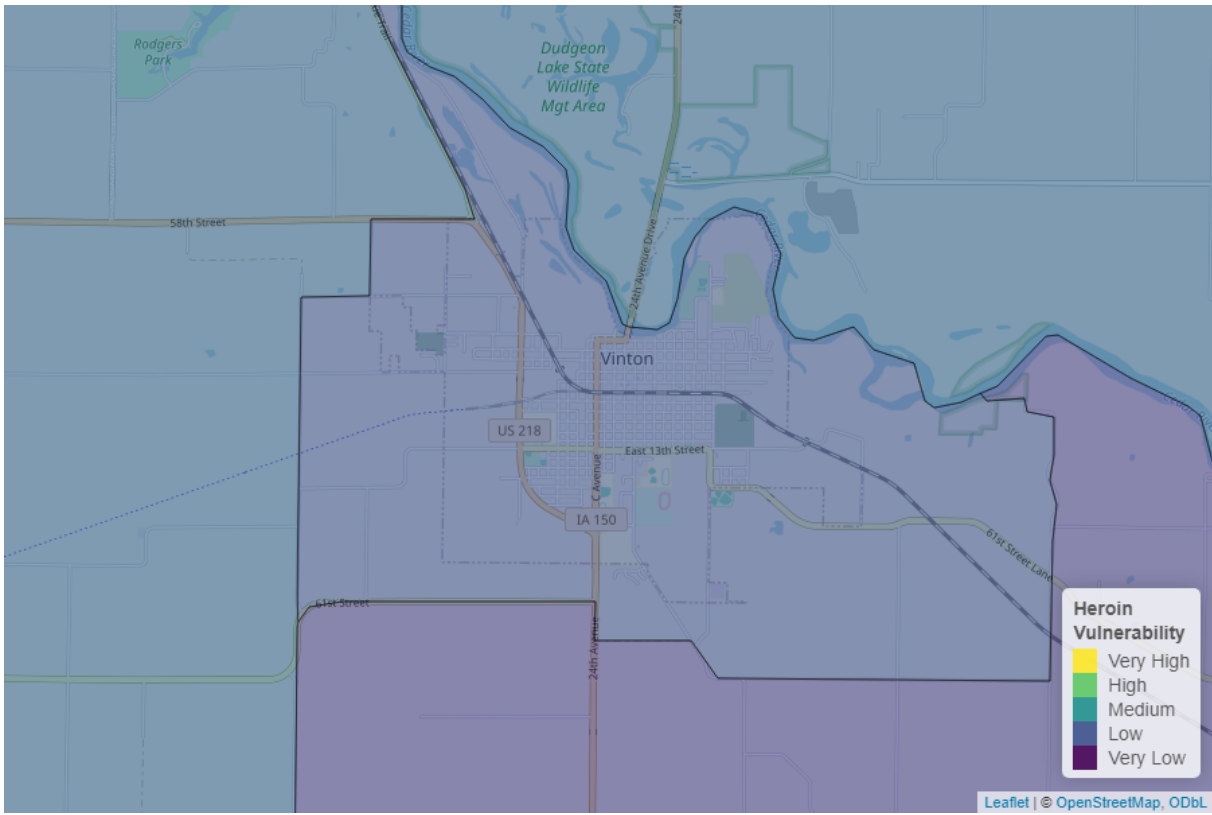 Rodgers
Park
Dudgeon
Lake State
Wildlife
Mgt Area
24th
Trail
Cedar
58th Street
24th Avenue Drive
Vinton
US 218
East 13th Street
C Avenue
IA 150
61st Street Lane
61st Street
24th Avenue
Heroin
Vulnerability
Very High
High
Medium
Low
Very Low
Leaflet | © OpenStreetMap, ODbL